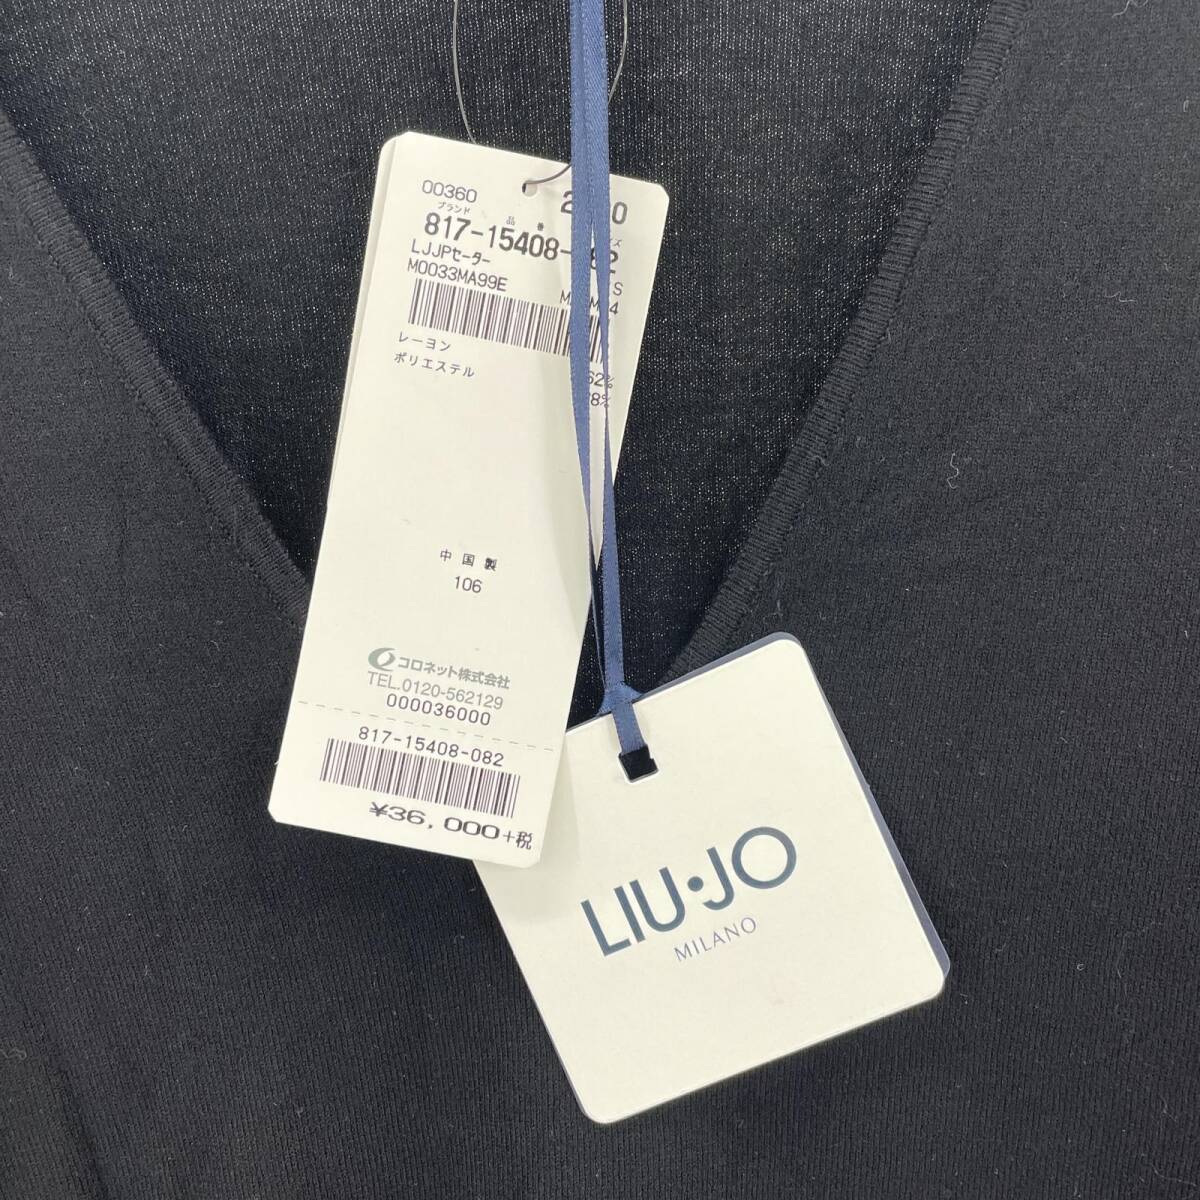 00360
ブランド 品番
817-15408-
LJJPセーター
M0033MA99E
レーヨン
ポリエステル
中国製
106
コロネット株式会社
TEL.0120-562129
000036000
817-15408-082
¥36,000+税
LIU·JO
MILANO